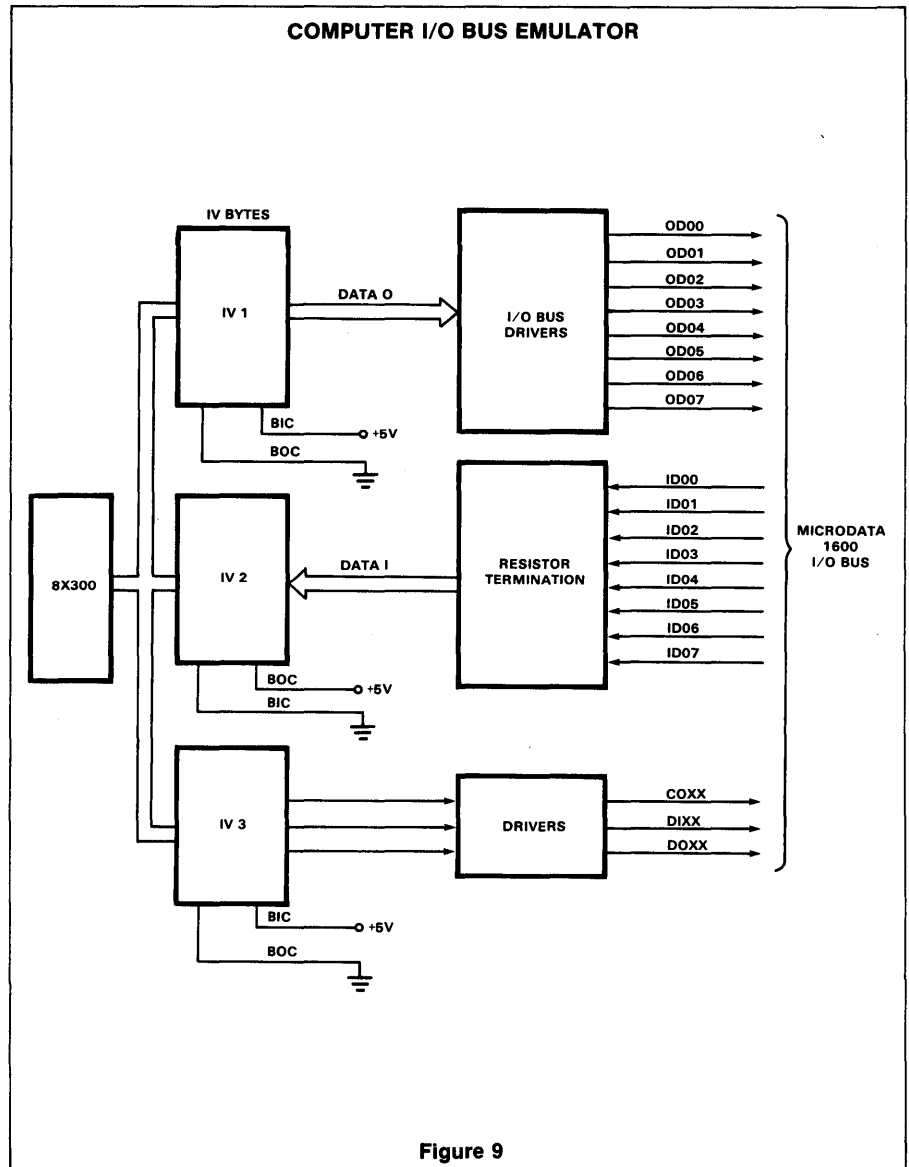 COMPUTER I/O BUS EMULATOR
IV BYTES
IV 1
DATA O
I/O BUS
DRIVERS
OD00
OD01
OD02
OD03
OD04
OD05
OD06
OD07
BIC
+5V
BOC
8X300
IV 2
DATA I
RESISTOR
TERMINATION
ID00
ID01
ID02
ID03
ID04
ID05
ID06
ID07
MICRODATA
1600
I/O BUS
BOC
+5V
BIC
IV 3
DRIVERS
COXX
DIXX
DOXX
BIC
+5V
BOC
Figure 9